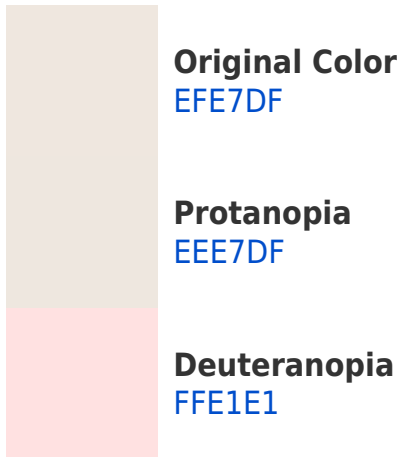 Original Color
EFE7DF
Protanopia
EEE7DF
Deuteranopia
FFE1E1